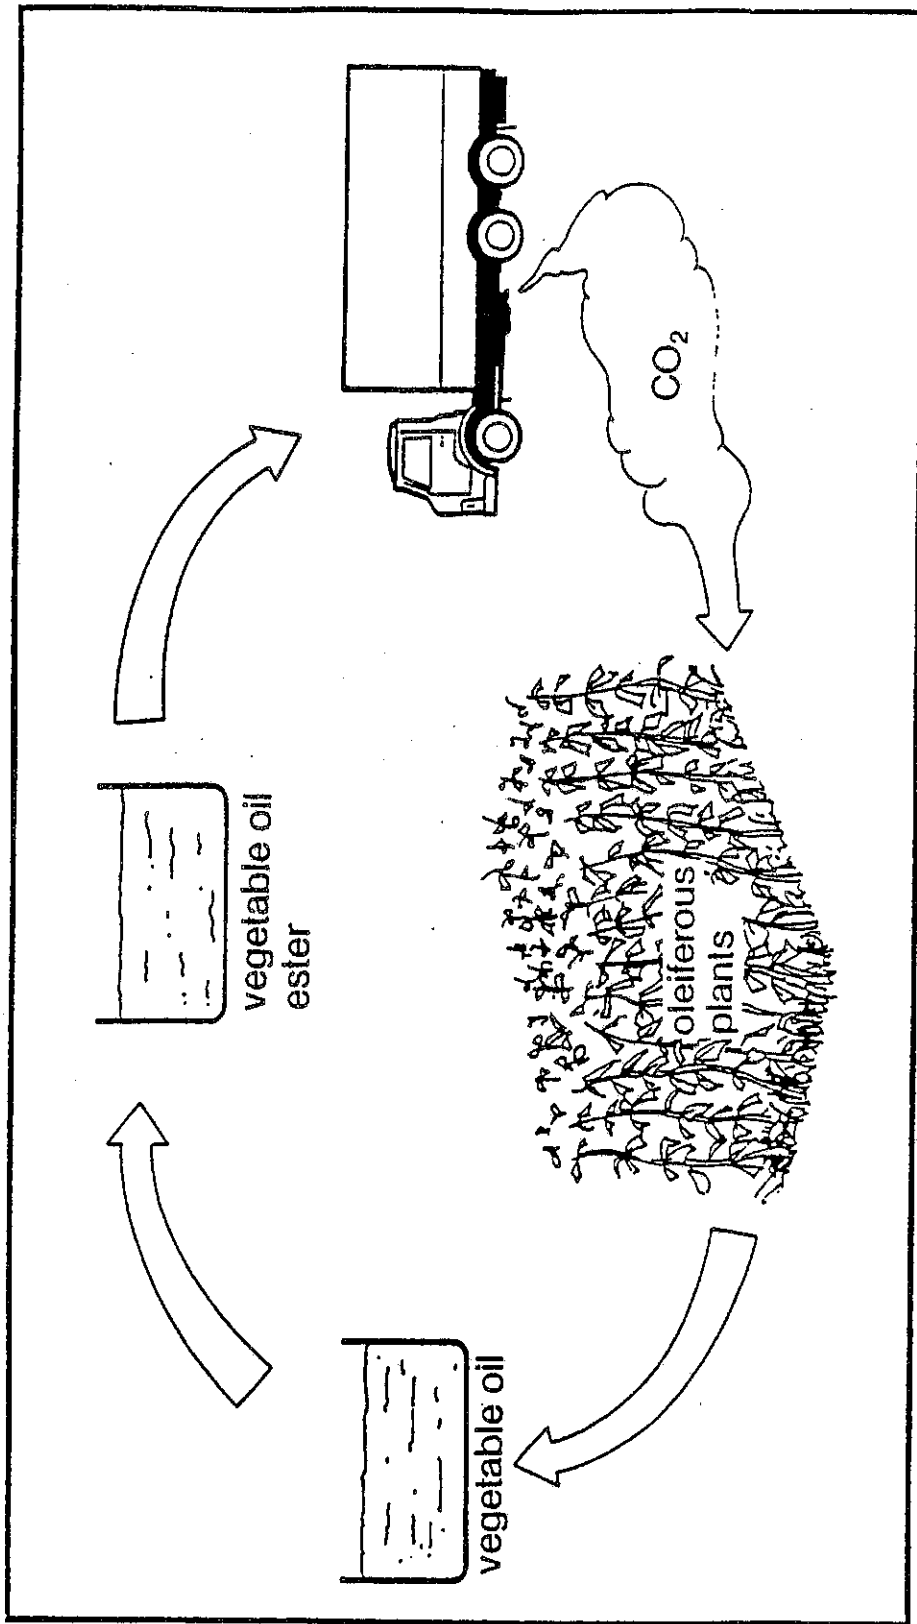 vegetable oil
ester
CO₂
oleiferous
plants
vegetable oil